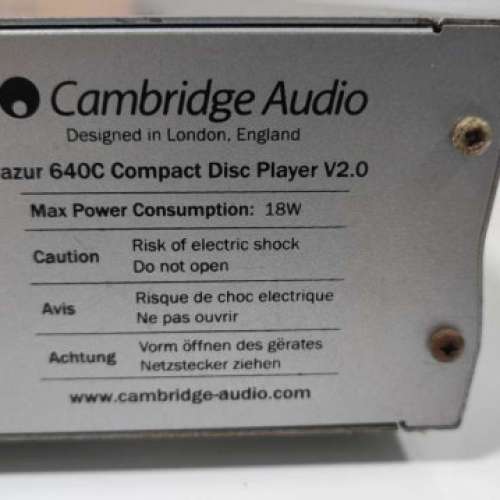 Cambridge Audio
Designed in London, England
azur 640C Compact Disc Player V2.0
Max Power Consumption: 18W
Caution Risk of electric shock
Do not open
Avis Risque de choc electrique
Ne pas ouvrir
Achtung Vorm öffnen des gërates
Netzstecker ziehen
www.cambridge-audio.com